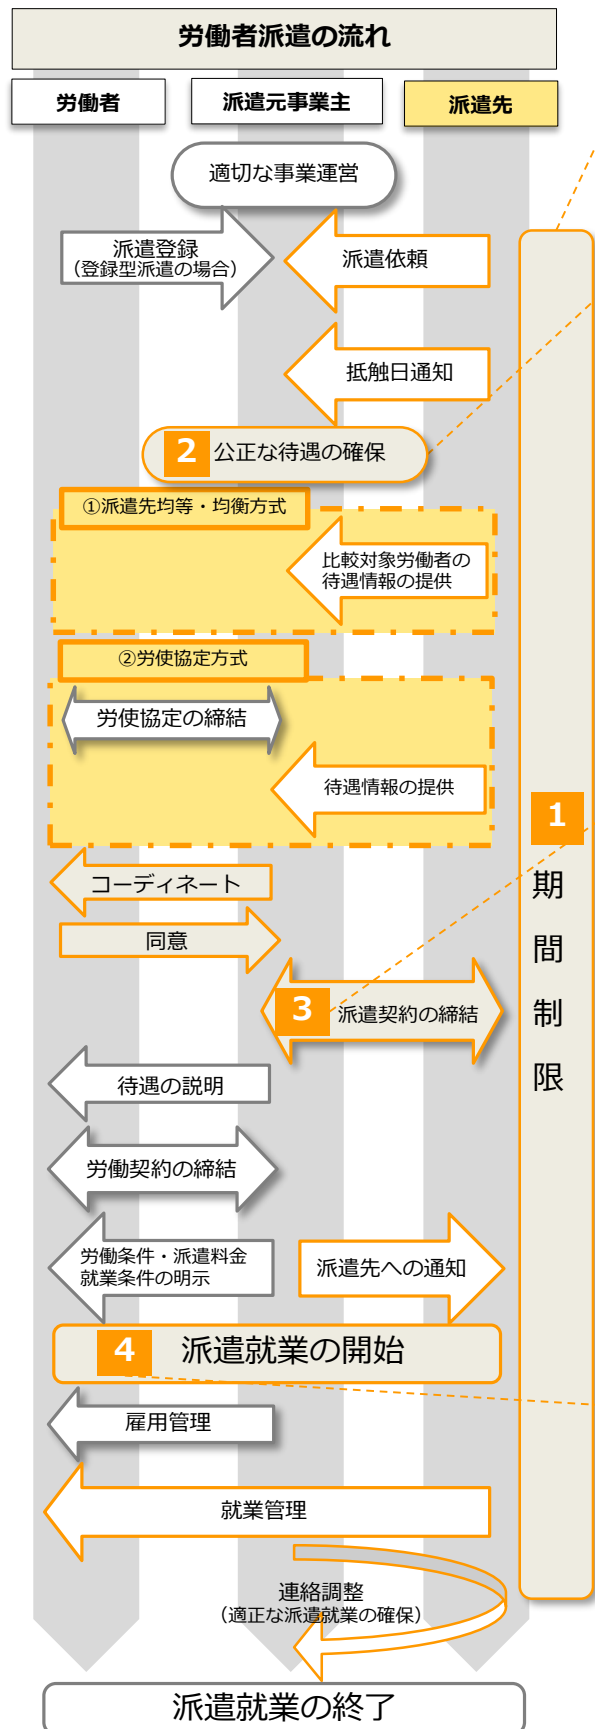 労働者派遣の流れ
労働者
派遣元事業主
派遣先
適切な事業運営
派遣登録
（登録型派遣の場合）
派遣依頼
抵触日通知
2 公正な待遇の確保
①派遣先均等・均衡方式
比較対象労働者の
待遇情報の提供
②労使協定方式
労使協定の締結
待遇情報の提供
1
期
間
制
限
コーディネート
同意
3 派遣契約の締結
待遇の説明
労働契約の締結
労働条件・派遣料金
就業条件の明示
派遣先への通知
4 派遣就業の開始
雇用管理
就業管理
連絡調整
（適正な派遣就業の確保）
派遣就業の終了